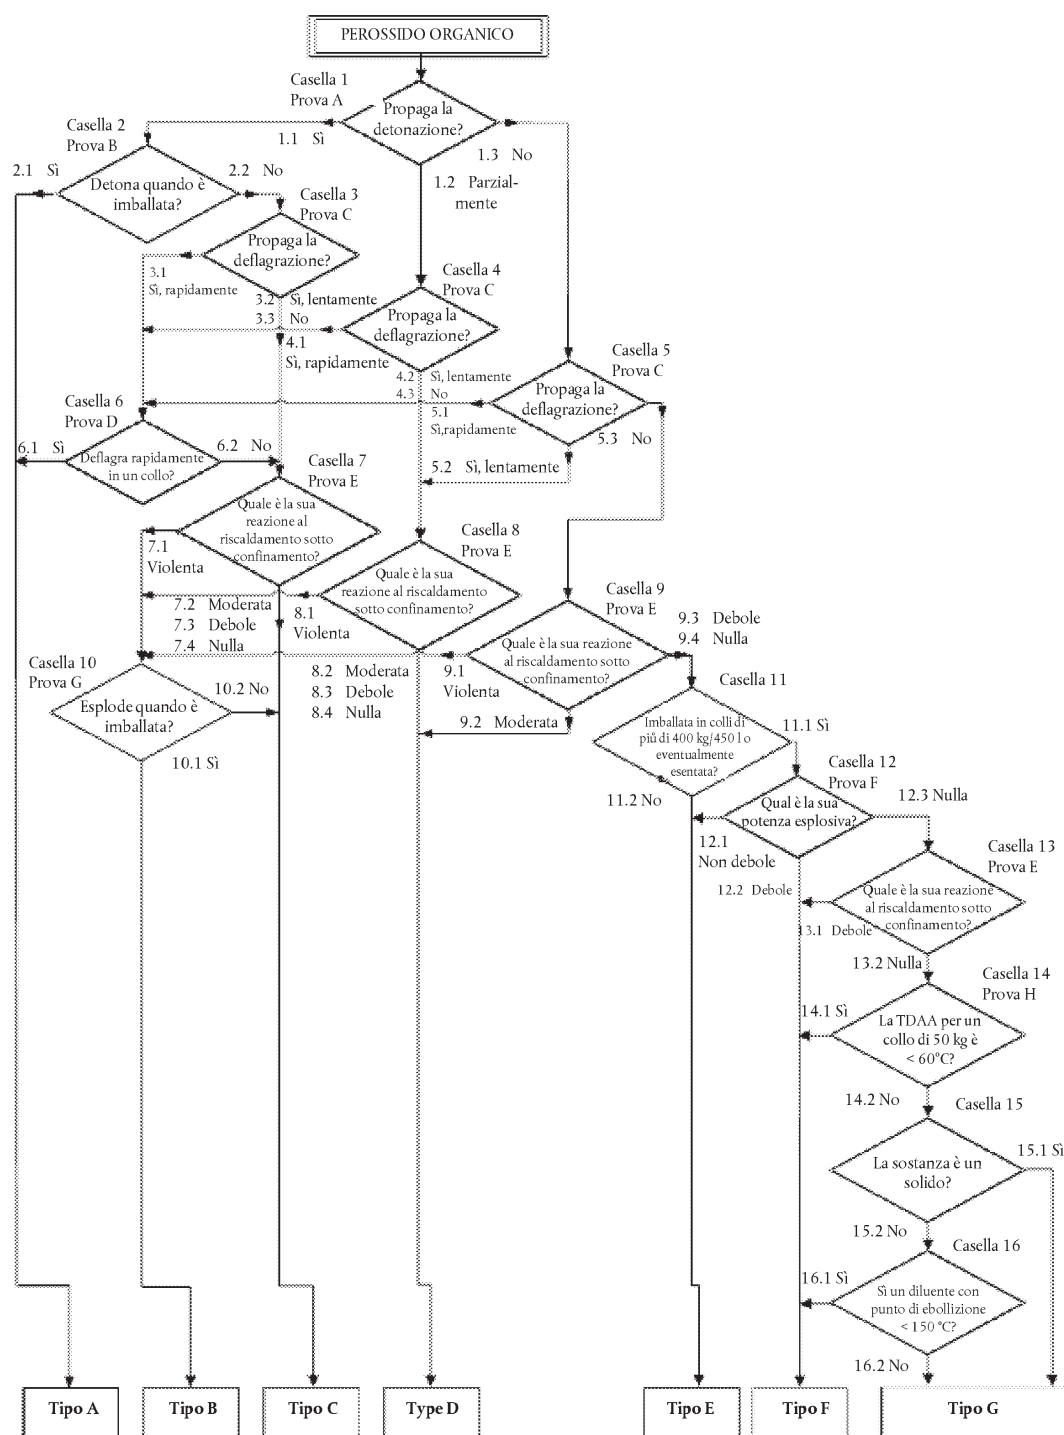 PEROSSIDO ORGANICO
Casella 1
Prova A
Propaga la
detonazione?
1.1 Sì
1.3 No
1.2 Parzial-
mente
Casella 2
Prova B
2.1 Sì
2.2 No
Detona quando è
imballata?
Casella 3
Prova C
Propaga la
deflagrazione?
3.1
Sì, rapidamente
3.2 Sì, lentamente
3.3 No
Casella 4
Prova C
Propaga la
deflagrazione?
4.1
Sì, rapidamente
4.2 Sì, lentamente
4.3 No
Casella 5
Prova C
Propaga la
deflagrazione?
5.1
Sì,rapidamente
5.3 No
5.2 Sì, lentamente
Casella 6
Prova D
6.1 Sì
6.2 No
Deflagra rapidamente
in un collo?
Casella 7
Prova E
Quale è la sua
reazione al
riscaldamento sotto
confinamento?
7.1
Violenta
7.2 Moderata
7.3 Debole
7.4 Nulla
Casella 8
Prova E
Quale è la sua
reazione al riscaldamento
sotto confinamento?
8.1
Violenta
8.2 Moderata
8.3 Debole
8.4 Nulla
Casella 9
Prova E
Quale è la sua reazione
al riscaldamento sotto
confinamento?
9.3 Debole
9.4 Nulla
9.1
Violenta
9.2 Moderata
Casella 10
Prova G
Esplode quando è
imballata?
10.2 No
10.1 Sì
Casella 11
Imballata in colli di
più di 400 kg/450 l o
eventualmente
esentata?
11.1 Sì
11.2 No
Casella 12
Prova F
Qual è la sua
potenza esplosiva?
12.3 Nulla
12.1
Non debole
12.2 Debole
Casella 13
Prova E
Quale è la sua reazione
al riscaldamento sotto
confinamento?
13.1 Debole
13.2 Nulla
Casella 14
Prova H
14.1 Sì
La TDAA per un
collo di 50 kg è
< 60°C?
14.2 No
Casella 15
15.1 Sì
La sostanza è un
solido?
15.2 No
Casella 16
16.1 Sì
Sì un diluente con
punto di ebollizione
< 150 °C?
16.2 No
Tipo A
Tipo B
Tipo C
Type D
Tipo E
Tipo F
Tipo G